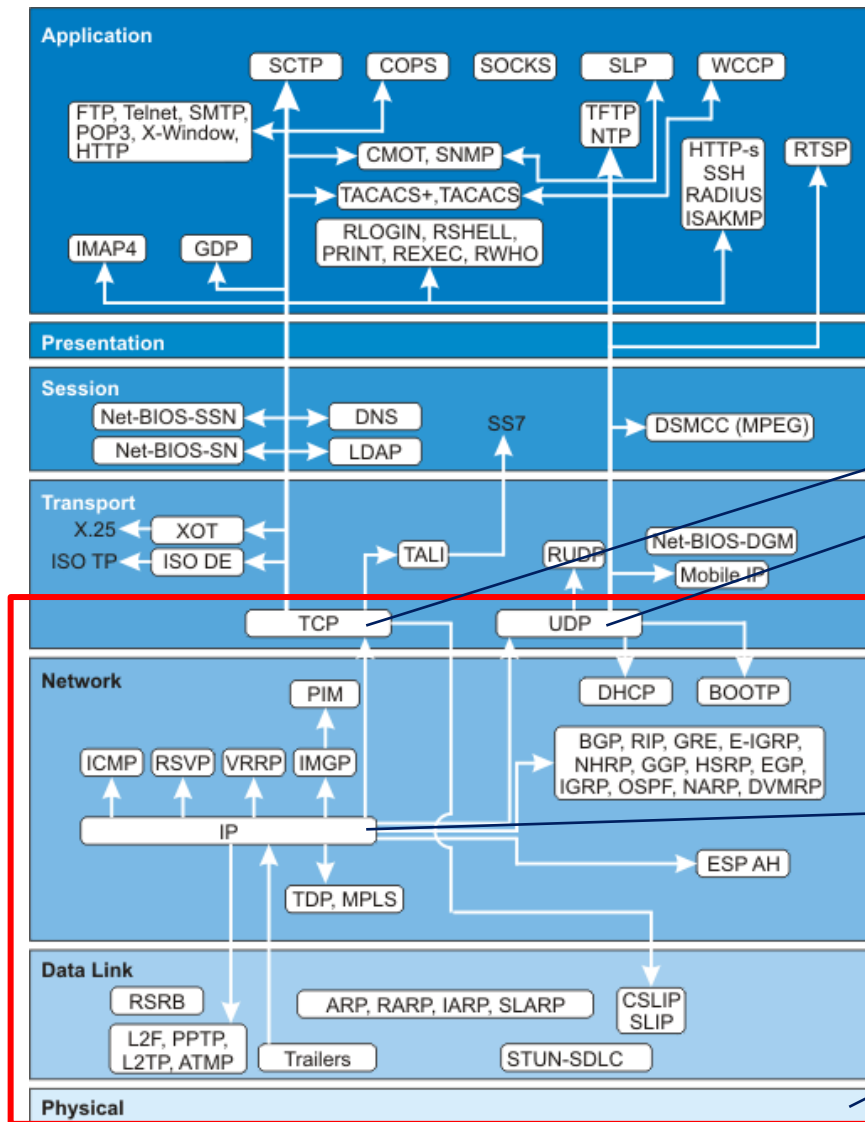 Application
SCTP
COPS
SOCKS
SLP
WCCP
FTP, Telnet, SMTP,
POP3, X-Window,
HTTP
TFTP
NTP
CMOT, SNMP
HTTP-s
SSH
RADIUS
ISAKMP
RTSP
TACACS+,TACACS
RLOGIN, RSHELL,
PRINT, REXEC, RWHO
IMAP4
GDP
Presentation
Session
Net-BIOS-SSN
DNS
SS7
DSMCC (MPEG)
Net-BIOS-SN
LDAP
Transport
X.25
XOT
ISO TP
ISO DE
TALI
RUDP
Net-BIOS-DGM
Mobile IP
TCP
UDP
Network
PIM
DHCP
BOOTP
ICMP
RSVP
VRRP
IMGP
BGP, RIP, GRE, E-IGRP,
NHRP, GGP, HSRP, EGP,
IGRP, OSPF, NARP, DVMRP
IP
ESP AH
TDP, MPLS
Data Link
RSRB
ARP, RARP, IARP, SLARP
CSLIP
SLIP
L2F, PPTP,
L2TP, ATMP
Trailers
STUN-SDLC
Physical